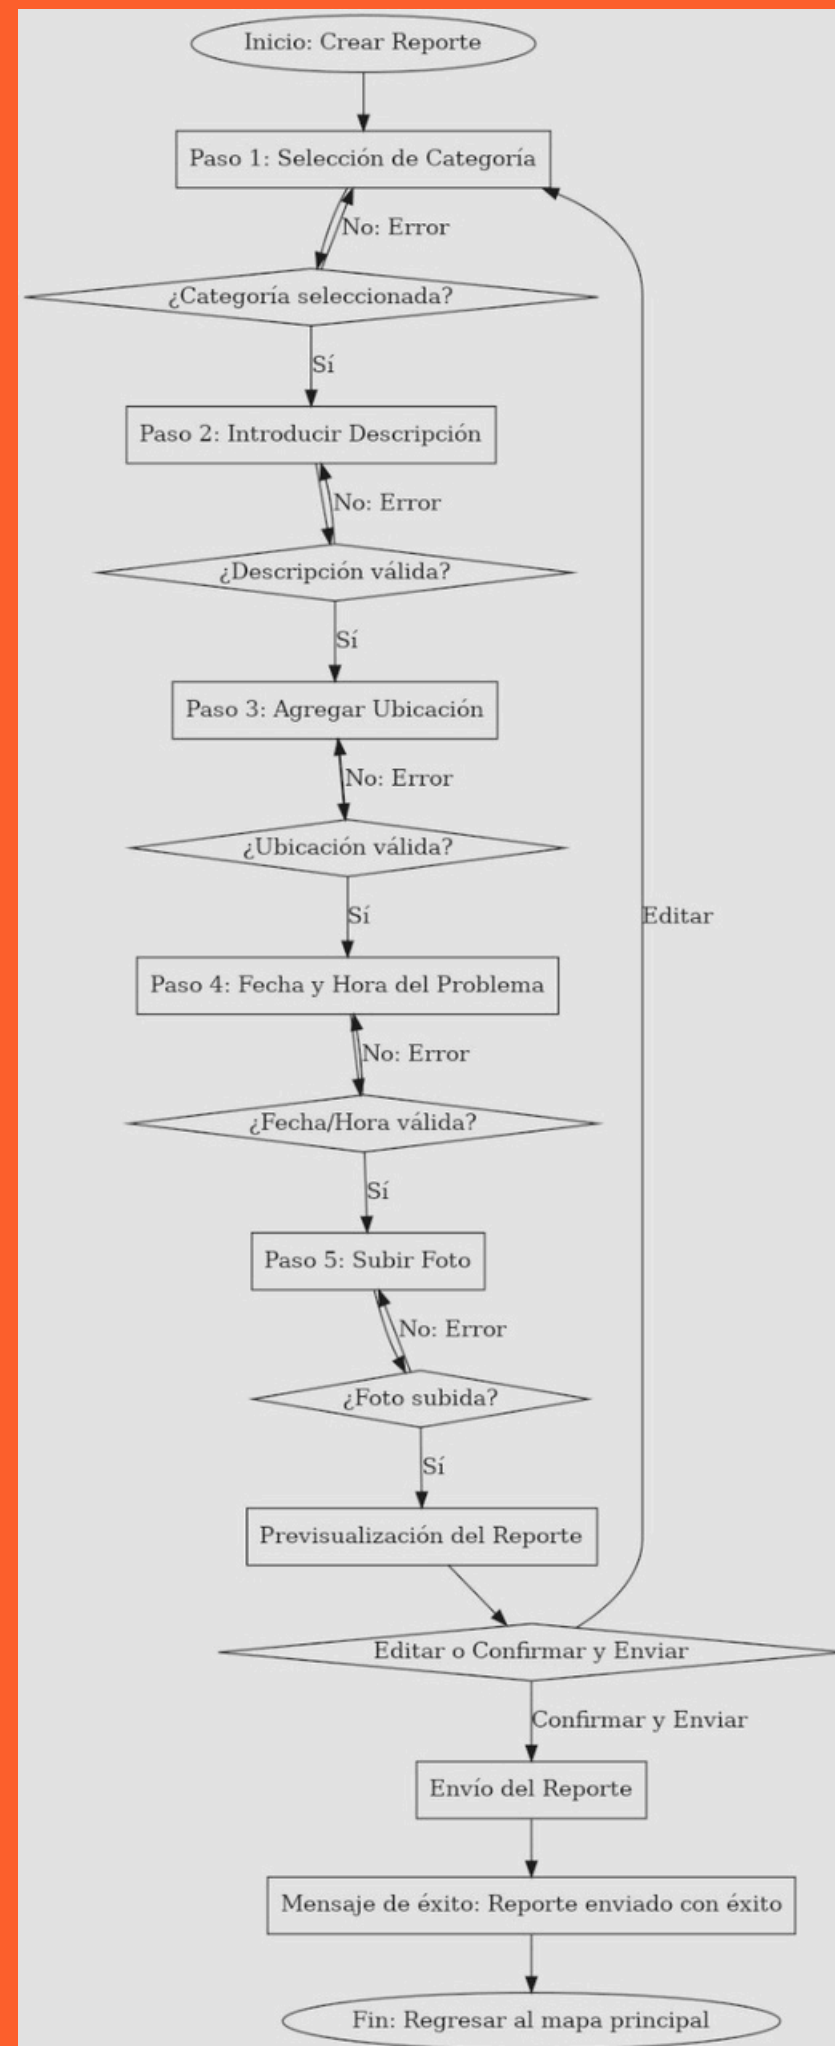 Inicio: Crear Reporte
Paso 1: Selección de Categoría
No: Error
¿Categoría seleccionada?
Sí
Paso 2: Introducir Descripción
No: Error
¿Descripción válida?
Sí
Paso 3: Agregar Ubicación
No: Error
¿Ubicación válida?
Sí
Editar
Paso 4: Fecha y Hora del Problema
No: Error
¿Fecha/Hora válida?
Sí
Paso 5: Subir Foto
No: Error
¿Foto subida?
Sí
Previsualización del Reporte
Editar o Confirmar y Enviar
Confirmar y Enviar
Envío del Reporte
Mensaje de éxito: Reporte enviado con éxito
Fin: Regresar al mapa principal